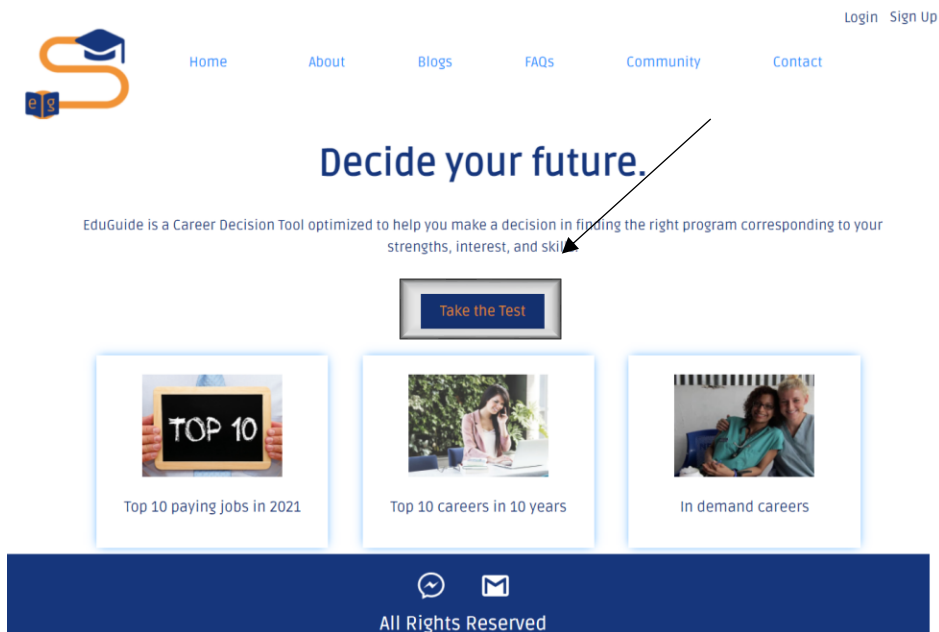 Login Sign Up
e g
Home About Blogs FAQs Community Contact
Decide your future.
EduGuide is a Career Decision Tool optimized to help you make a decision in finding the right program corresponding to your
strengths, interest, and skil
Take the Test
TOP 10
Top 10 paying jobs in 2021
Top 10 careers in 10 years
In demand careers
All Rights Reserved